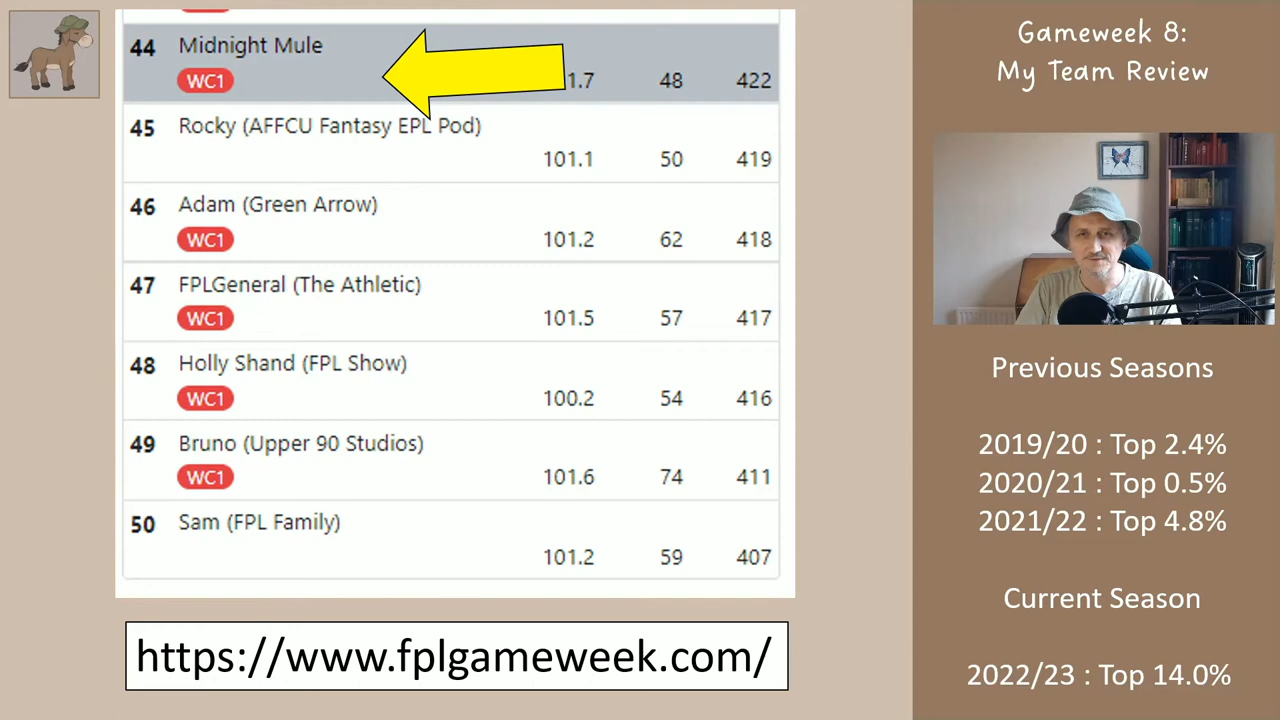 44 Midnight Mule
WC1 1.7 48 422
45 Rocky (AFFCU Fantasy EPL Pod)
101.1 50 419
46 Adam (Green Arrow)
WC1 101.2 62 418
47 FPLGeneral (The Athletic)
WC1 101.5 57 417
48 Holly Shand (FPL Show)
WC1 100.2 54 416
49 Bruno (Upper 90 Studios)
WC1 101.6 74 411
50 Sam (FPL Family)
101.2 59 407
https://www.fplgameweek.com/
Gameweek 8:
My Team Review
Previous Seasons
2019/20 : Top 2.4%
2020/21 : Top 0.5%
2021/22 : Top 4.8%
Current Season
2022/23 : Top 14.0%